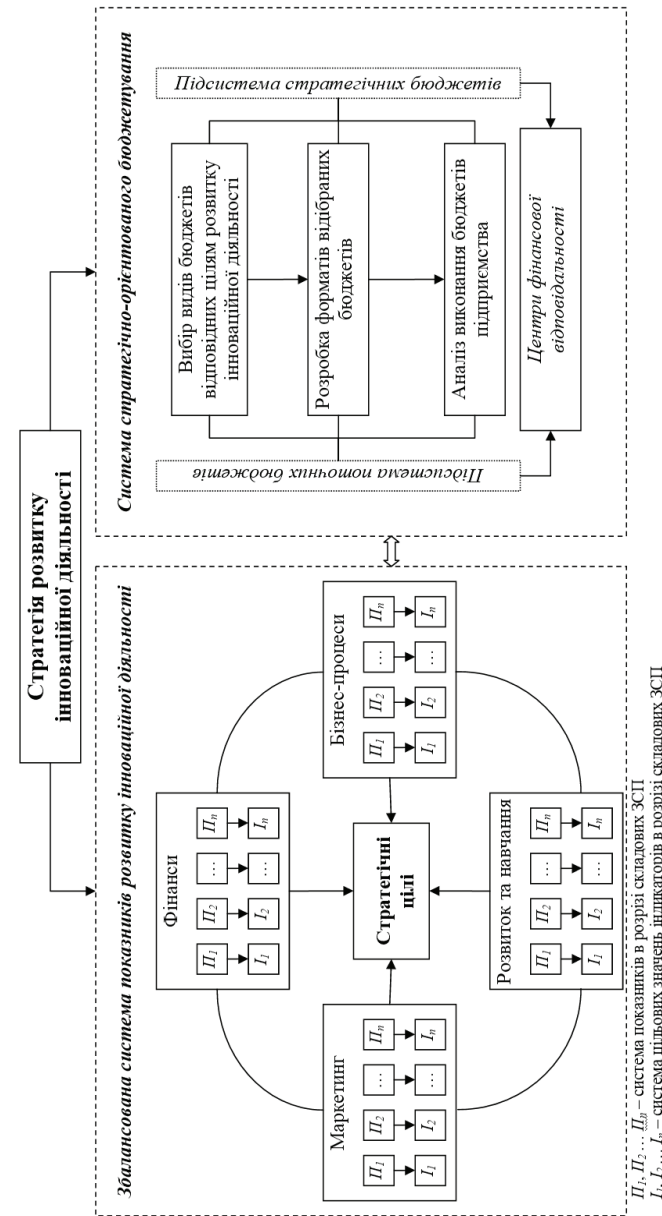 Стратегія розвитку
інноваційної діяльності
Збалансована система показників розвитку інноваційної діяльності
Фінанси
П1 П2 … Пn
І1 І2 … Іn
Маркетинг
П1 П2 … Пn
І1 І2 … Іn
Стратегічні
цілі
Бізнес-процеси
П1 П2 … Пn
І1 І2 … Іn
Розвиток та навчання
П1 П2 … Пn
І1 І2 … Іn
Система стратегічно-орієнтованого бюджетування
Підсистема поточних бюджетів
Вибір видів бюджетів
відповідних цілям розвитку
інноваційної діяльності
Розробка форматів відібраних
бюджетів
Аналіз виконання бюджетів
підприємства
Підсистема стратегічних бюджетів
Центри фінансової
відповідальності
П1, П2 … Пn – система показників в розрізі складових ЗСП
І1, І2 … Іn – система цільових значень індикаторів в розрізі складових ЗСП